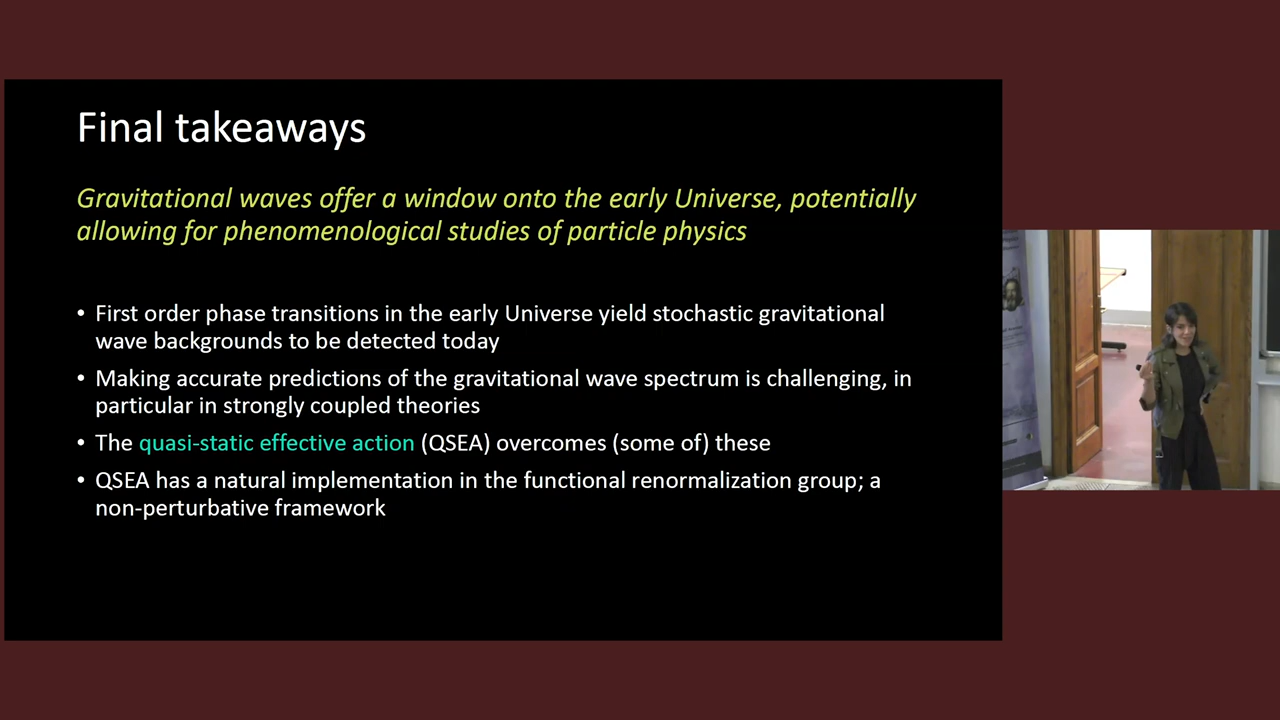 Final takeaways
Gravitational waves offer a window onto the early Universe, potentially
allowing for phenomenological studies of particle physics
• First order phase transitions in the early Universe yield stochastic gravitational
wave backgrounds to be detected today
• Making accurate predictions of the gravitational wave spectrum is challenging, in
particular in strongly coupled theories
• The quasi-static effective action (QSEA) overcomes (some of) these
• QSEA has a natural implementation in the functional renormalization group; a
non-perturbative framework